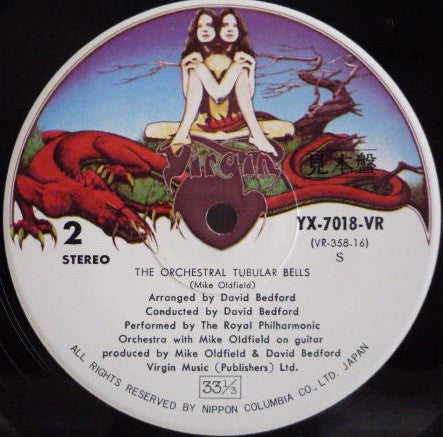 Virgin
見本盤
2
STEREO
YX-7018-VR
(VR-358-16)
S
THE ORCHESTRAL TUBULAR BELLS
(Mike Oldfield)
Arranged by David Bedford
Conducted by David Bedford
Performed by The Royal Philharmonic
Orchestra with Mike Oldfield on guitar
produced by Mike Oldfield & David Bedford
Virgin Music (Publishers) Ltd.
33 1/3
ALL RIGHTS RESERVED BY NIPPON COLUMBIA CO., LTD. JAPAN